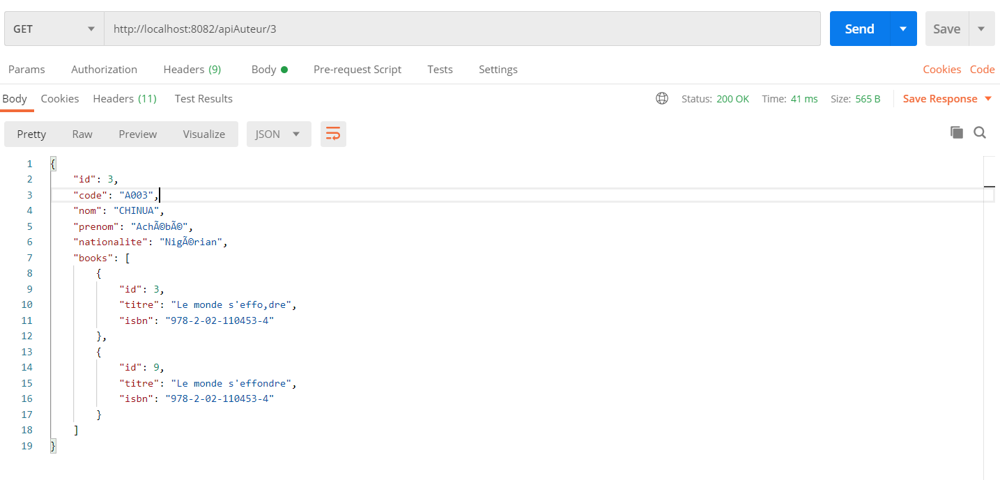 GET http://localhost:8082/apiAuteur/3 Send Save
Params Authorization Headers (9) Body Pre-request Script Tests Settings Cookies Code
Body Cookies Headers (11) Test Results Status: 200 OK Time: 41 ms Size: 565 B Save Response
Pretty Raw Preview Visualize JSON
1 {
2 "id": 3,
3 "code": "A003",
4 "nom": "CHINUA",
5 "prenom": "AchÃ©bÃ©",
6 "nationalite": "NigÃ©rian",
7 "books": [
8 {
9 "id": 3,
10 "titre": "Le monde s'effo,dre",
11 "isbn": "978-2-02-110453-4"
12 },
13 {
14 "id": 9,
15 "titre": "Le monde s'effondre",
16 "isbn": "978-2-02-110453-4"
17 }
18 ]
19 }